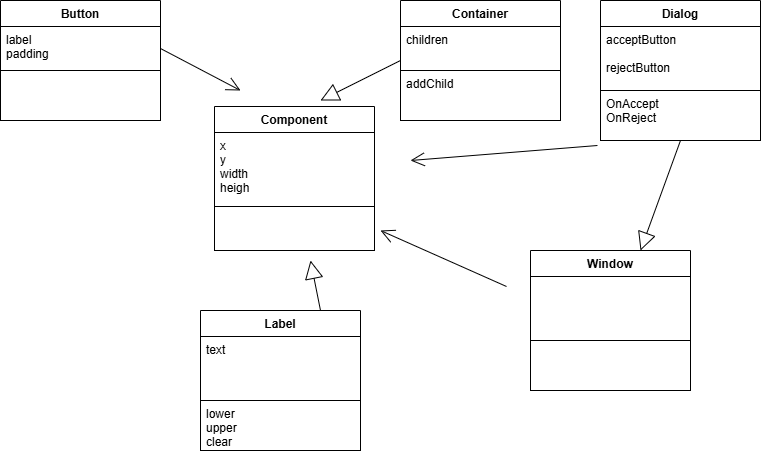 Button
label
padding
Container
children
addChild
Dialog
acceptButton
rejectButton
OnAccept
OnReject
Component
x
y
width
heigh
Window
Label
text
lower
upper
clear